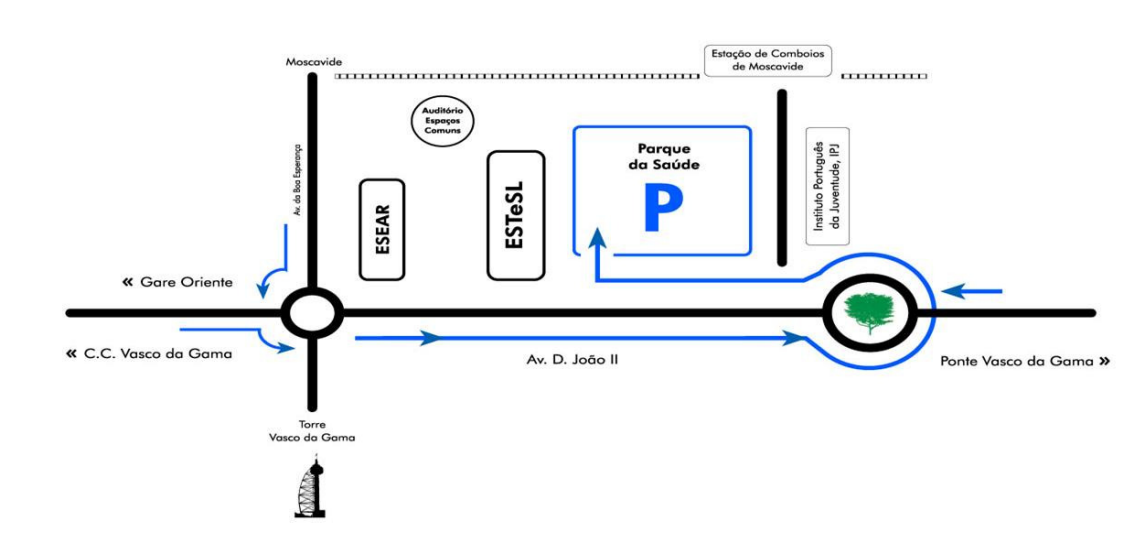 Estação de Comboios
de Moscavide
Moscavide
Auditório
Espaços
Comuns
Av. da Boa Esperança
ESEAR
ESTeSL
Parque
da Saúde
P
Instituto Português
da Juventude, IPJ
« Gare Oriente
« C.C. Vasco da Gama
Av. D. João II
Ponte Vasco da Gama »
Torre
Vasco da Gama